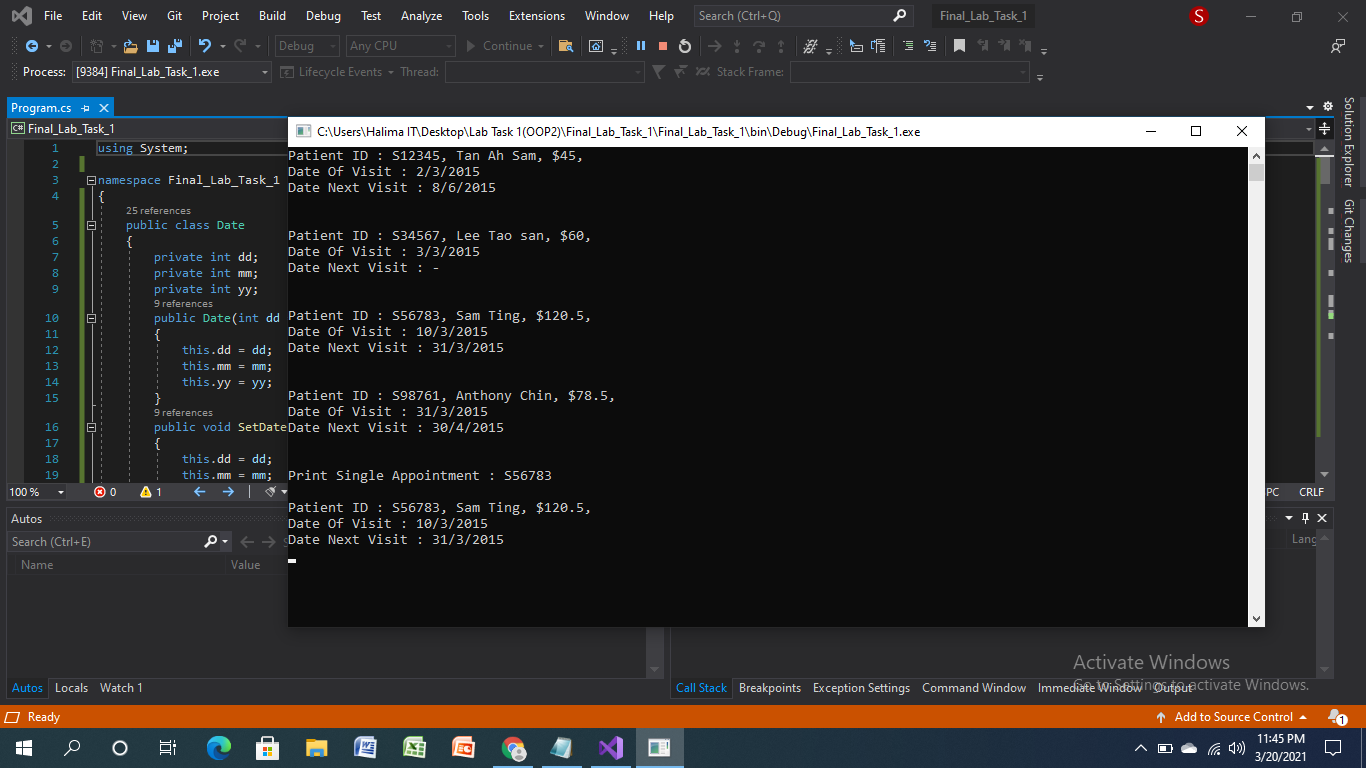 File Edit View Git Project Build Debug Test Analyze Tools Extensions Window Help Search (Ctrl+Q) Final_Lab_Task_1 S
Debug Any CPU Continue
Process: [9384] Final_Lab_Task_1.exe Lifecycle Events Thread: Stack Frame:
Program.cs
C# Final_Lab_Task_1
1 using System;
2
3 namespace Final_Lab_Task_1
4 {
25 references
5 public class Date
6 {
7 private int dd;
8 private int mm;
9 private int yy;
9 references
10 public Date(int dd
11 {
12 this.dd = dd;
13 this.mm = mm;
14 this.yy = yy;
15 }
9 references
16 public void SetDate
17 {
18 this.dd = dd;
19 this.mm = mm;
C:\Users\Halima IT\Desktop\Lab Task 1(OOP2)\Final_Lab_Task_1\Final_Lab_Task_1\bin\Debug\Final_Lab_Task_1.exe
Patient ID : S12345, Tan Ah Sam, $45,
Date Of Visit : 2/3/2015
Date Next Visit : 8/6/2015
Patient ID : S34567, Lee Tao san, $60,
Date Of Visit : 3/3/2015
Date Next Visit : -
Patient ID : S56783, Sam Ting, $120.5,
Date Of Visit : 10/3/2015
Date Next Visit : 31/3/2015
Patient ID : S98761, Anthony Chin, $78.5,
Date Of Visit : 31/3/2015
Date Next Visit : 30/4/2015
Print Single Appointment : S56783
Patient ID : S56783, Sam Ting, $120.5,
Date Of Visit : 10/3/2015
Date Next Visit : 31/3/2015
Solution Explorer
Git Changes
100 % 0 1 PC CRLF
Autos
Search (Ctrl+E)
Name Value Lang
Activate Windows
Go to Settings to activate Windows.
Autos Locals Watch 1 Call Stack Breakpoints Exception Settings Command Window Immediate Window Output
Ready Add to Source Control 1
11:45 PM
3/20/2021